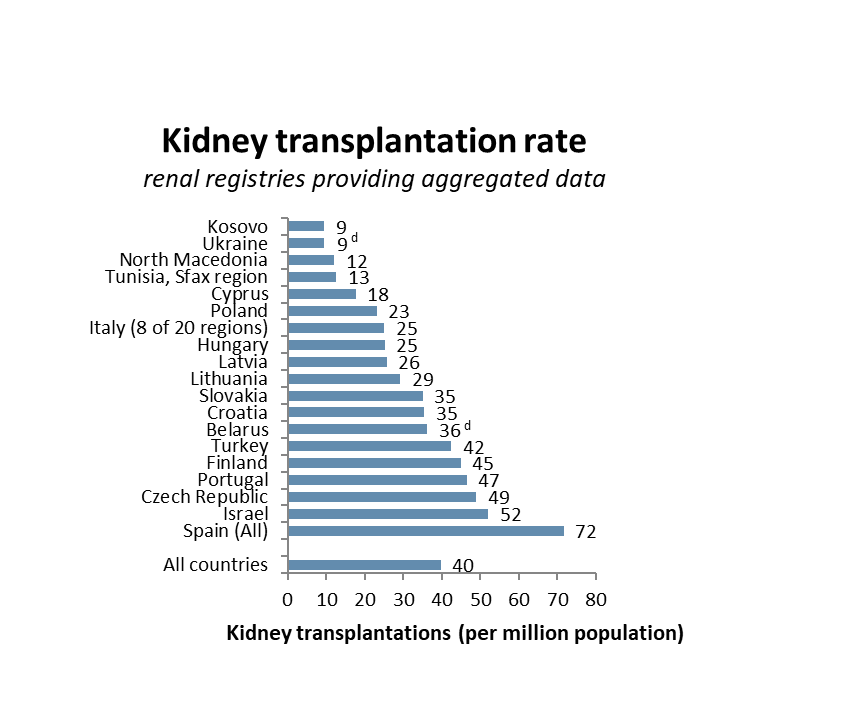 Kidney transplantation rate
renal registries providing aggregated data
Kosovo 9
Ukraine 9 d
North Macedonia 12
Tunisia, Sfax region 13
Cyprus 18
Poland 23
Italy (8 of 20 regions) 25
Hungary 25
Latvia 26
Lithuania 29
Slovakia 35
Croatia 35
Belarus 36 d
Turkey 42
Finland 45
Portugal 47
Czech Republic 49
Israel 52
Spain (All) 72
All countries 40
0 10 20 30 40 50 60 70 80
Kidney transplantations (per million population)